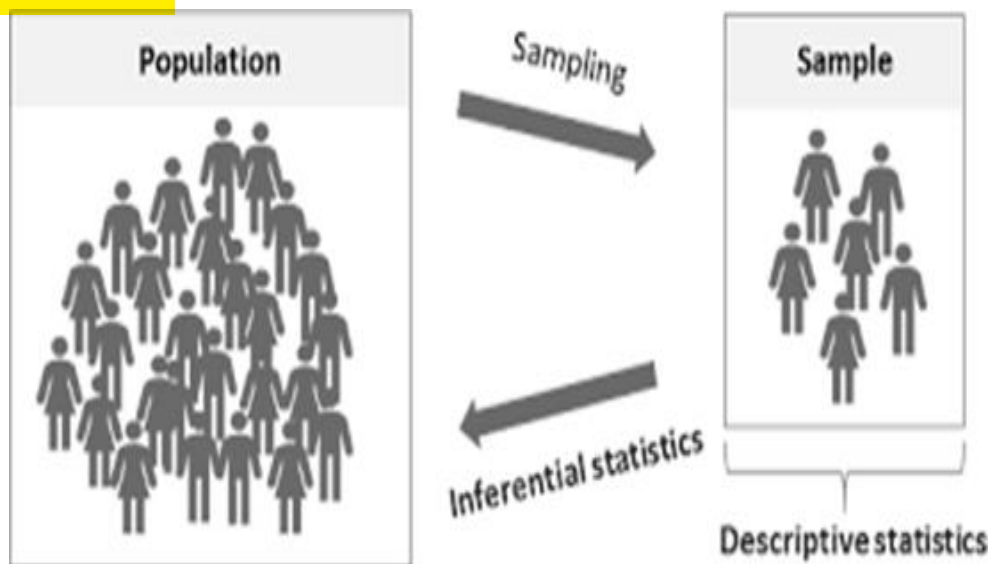 Population
Sampling
Sample
Inferential statistics
Descriptive statistics